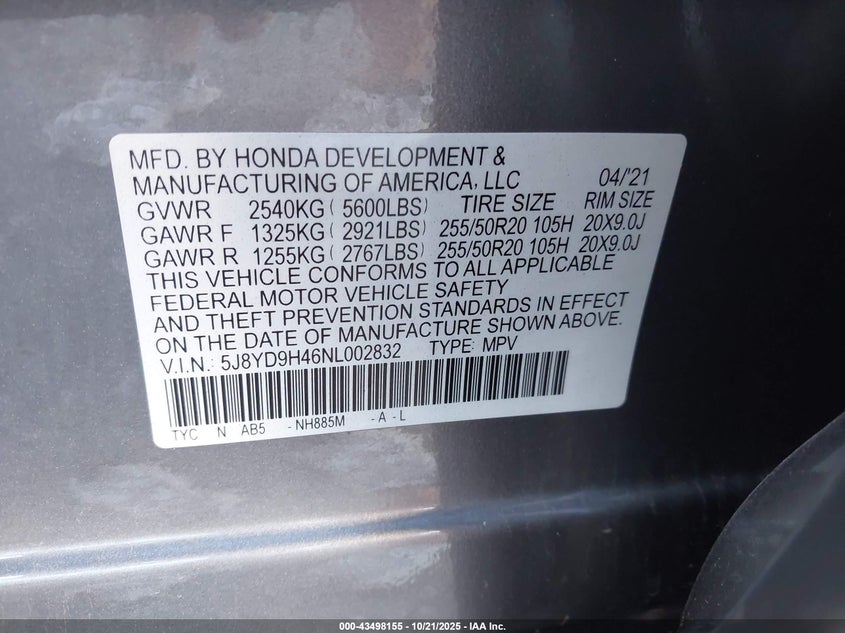 MFD. BY HONDA DEVELOPMENT &
MANUFACTURING OF AMERICA, LLC 04/'21
GVWR 2540KG ( 5600LBS) TIRE SIZE RIM SIZE
GAWR F 1325KG ( 2921LBS) 255/50R20 105H 20X9.0J
GAWR R 1255KG ( 2767LBS) 255/50R20 105H 20X9.0J
THIS VEHICLE CONFORMS TO ALL APPLICABLE
FEDERAL MOTOR VEHICLE SAFETY
AND THEFT PREVENTION STANDARDS IN EFFECT
ON THE DATE OF MANUFACTURE SHOWN ABOVE.
V.I.N.: 5J8YD9H46NL002832 TYPE: MPV
TYC N AB5 - NH885M - A - L
000-43498155 - 10/21/2025 - IAA Inc.